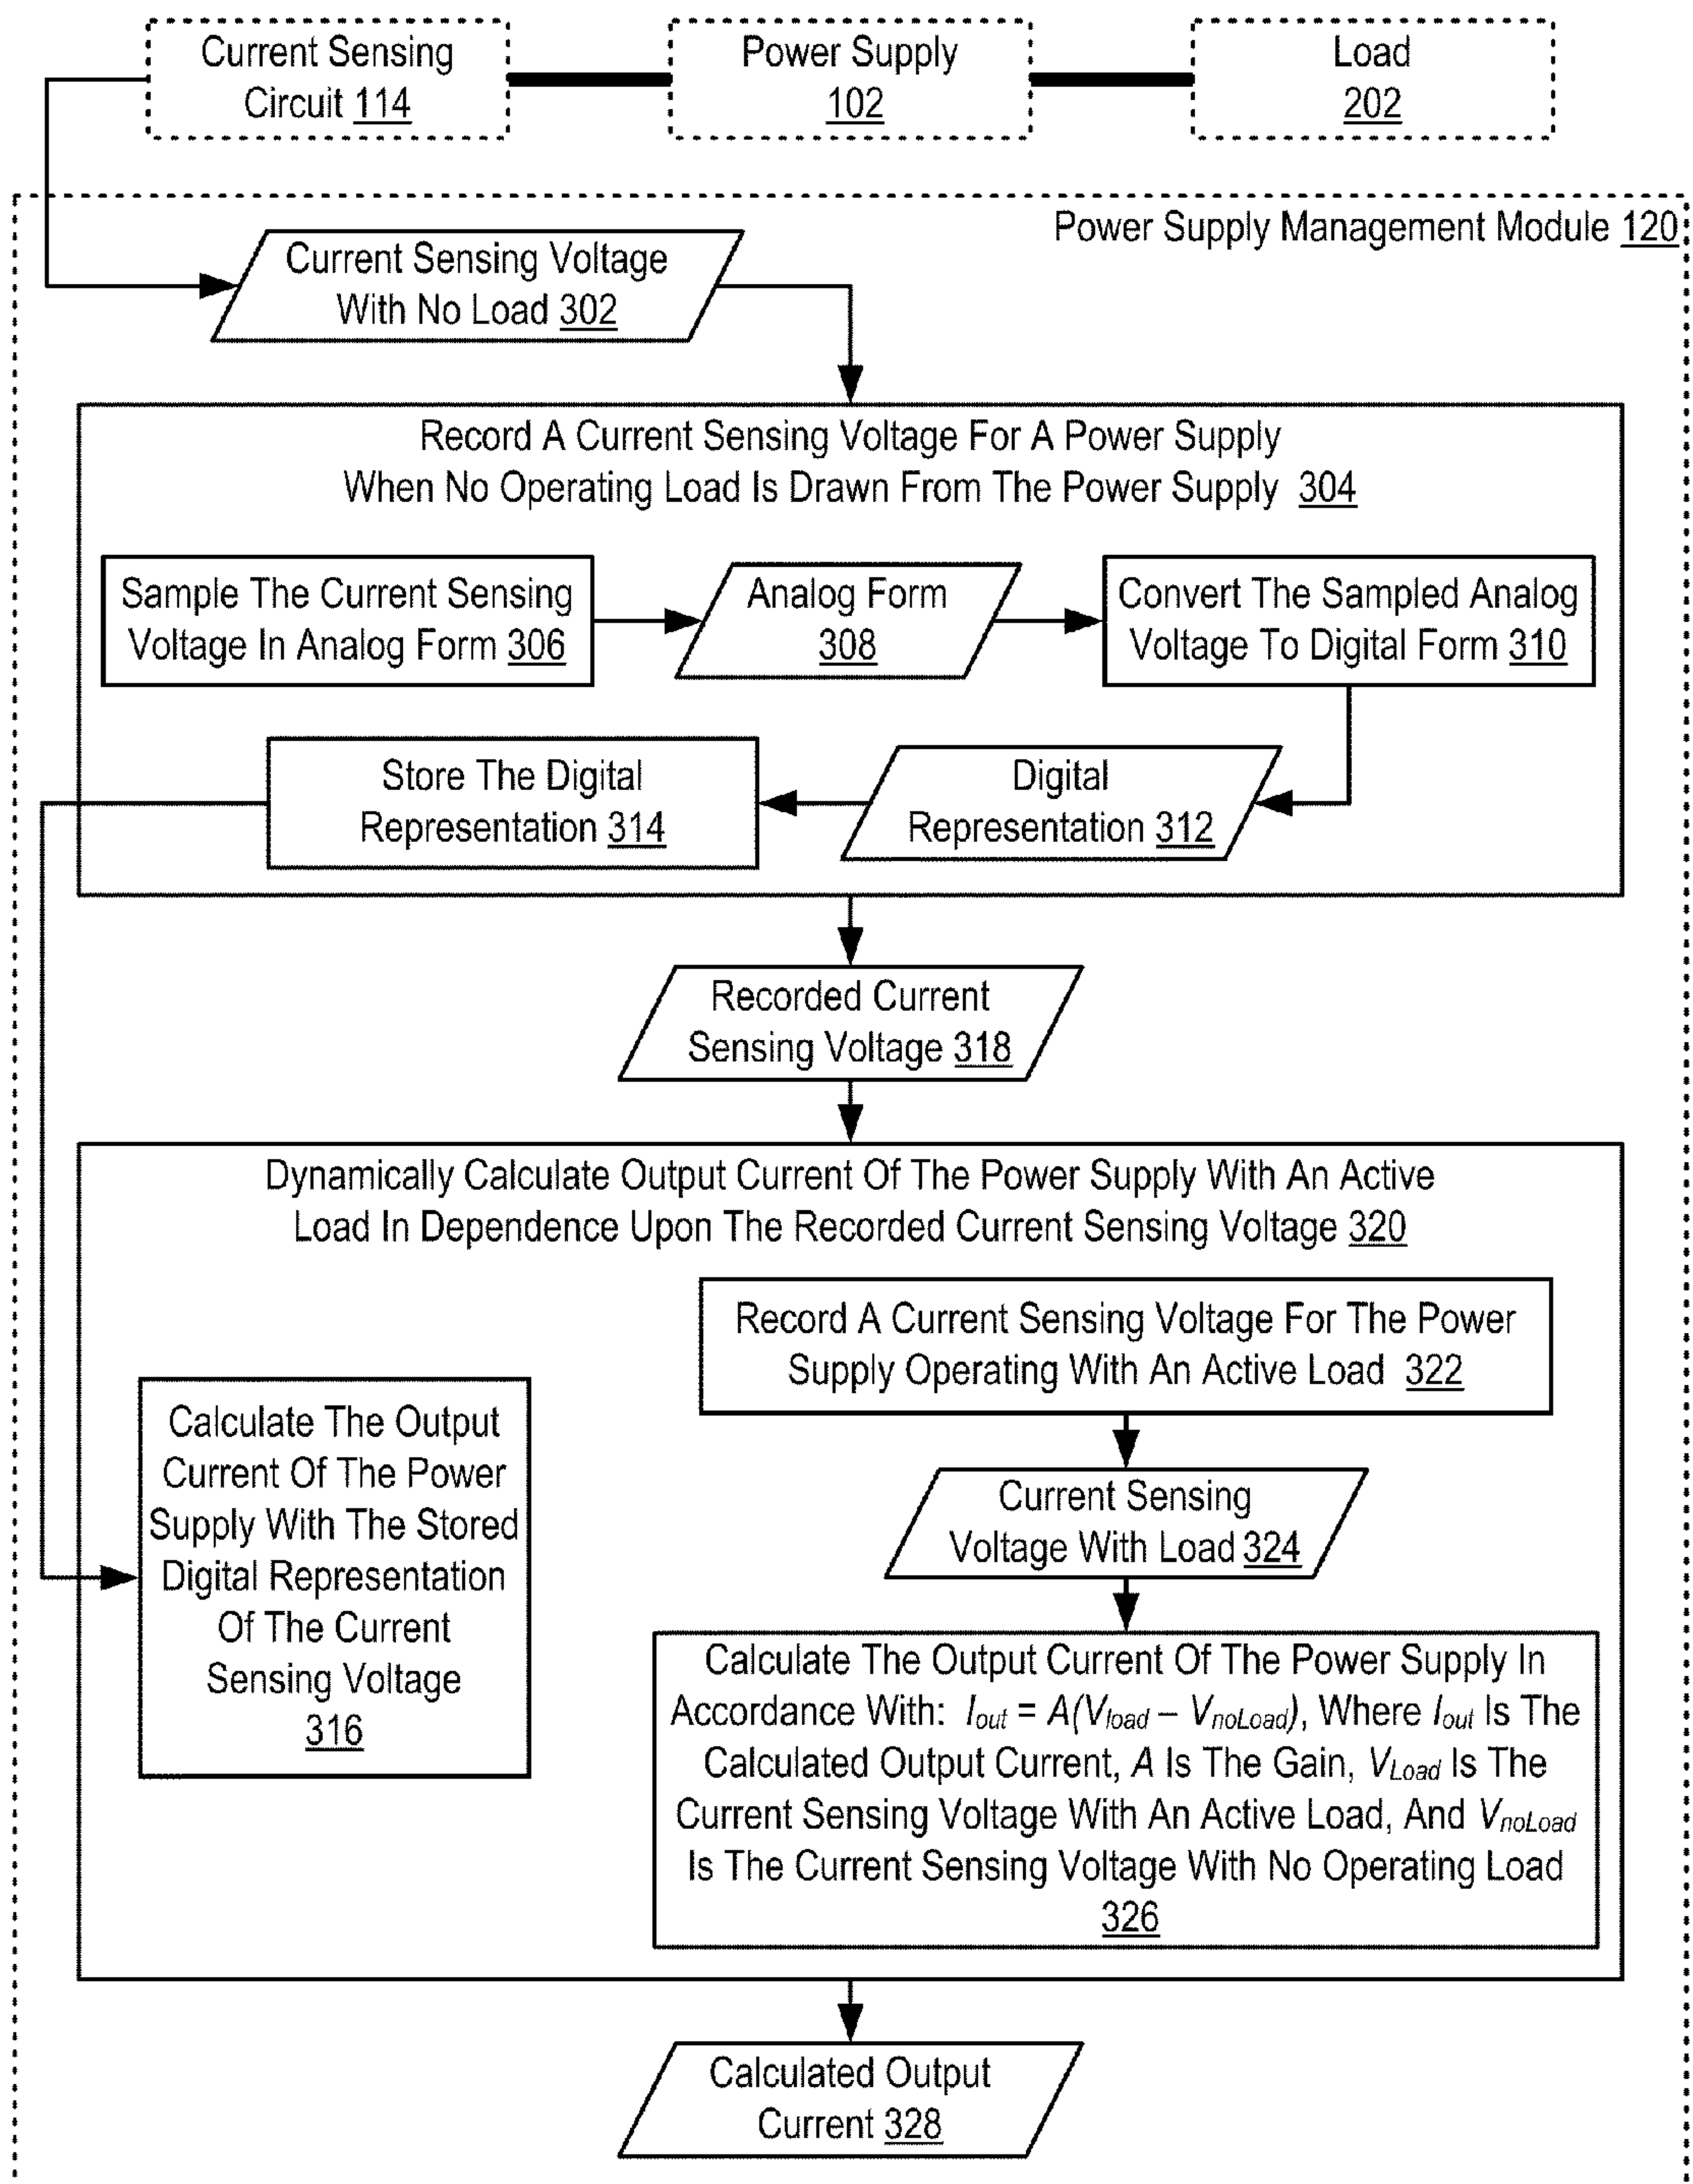 Current Sensing
Circuit 114
Power Supply
102
Load
202
Power Supply Management Module 120
Current Sensing Voltage
With No Load 302
Record A Current Sensing Voltage For A Power Supply
When No Operating Load Is Drawn From The Power Supply 304
Sample The Current Sensing
Voltage In Analog Form 306
Analog Form
308
Convert The Sampled Analog
Voltage To Digital Form 310
Store The Digital
Representation 314
Digital
Representation 312
Recorded Current
Sensing Voltage 318
Dynamically Calculate Output Current Of The Power Supply With An Active
Load In Dependence Upon The Recorded Current Sensing Voltage 320
Record A Current Sensing Voltage For The Power
Supply Operating With An Active Load 322
Calculate The Output
Current Of The Power
Supply With The Stored
Digital Representation
Of The Current
Sensing Voltage
316
Current Sensing
Voltage With Load 324
Calculate The Output Current Of The Power Supply In
Accordance With: Iout = A(Vload – VnoLoad), Where Iout Is The
Calculated Output Current, A Is The Gain, VLoad Is The
Current Sensing Voltage With An Active Load, And VnoLoad
Is The Current Sensing Voltage With No Operating Load
326
Calculated Output
Current 328